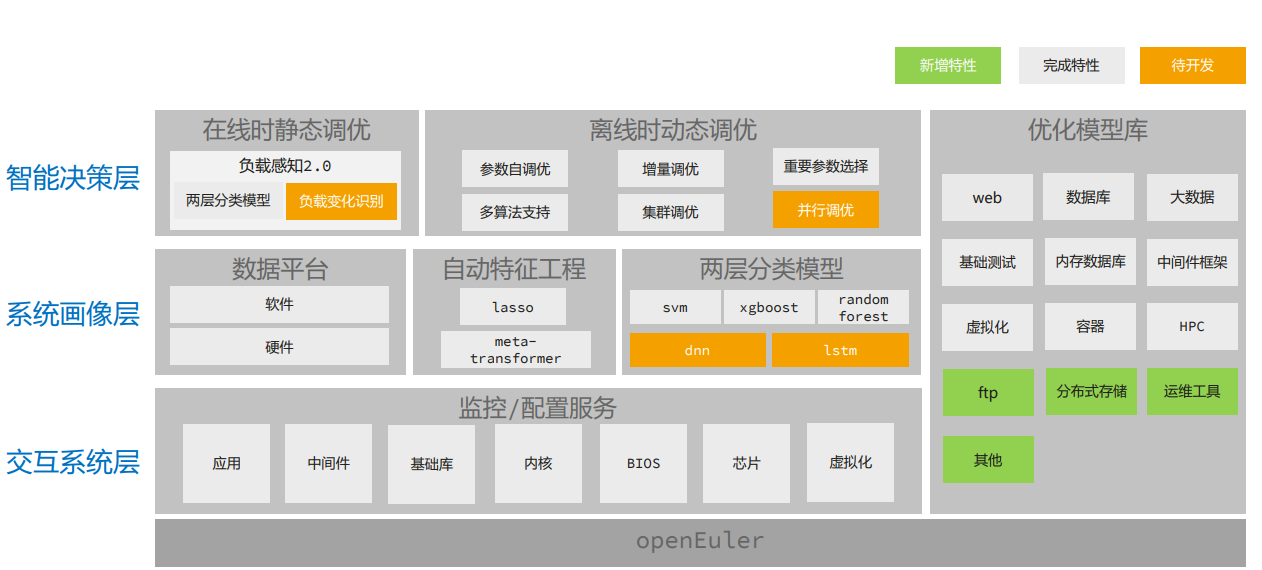 新增特性
完成特性
待开发
智能决策层
在线时静态调优
负载感知2.0
两层分类模型
负载变化识别
离线时动态调优
参数自调优
增量调优
重要参数选择
多算法支持
集群调优
并行调优
系统画像层
数据平台
软件
硬件
自动特征工程
lasso
meta-
transformer
两层分类模型
svm
xgboost
random
forest
dnn
lstm
交互系统层
监控/配置服务
应用
中间件
基础库
内核
BIOS
芯片
虚拟化
优化模型库
web
数据库
大数据
基础测试
内存数据库
中间件框架
虚拟化
容器
HPC
ftp
分布式存储
运维工具
其他
openEuler